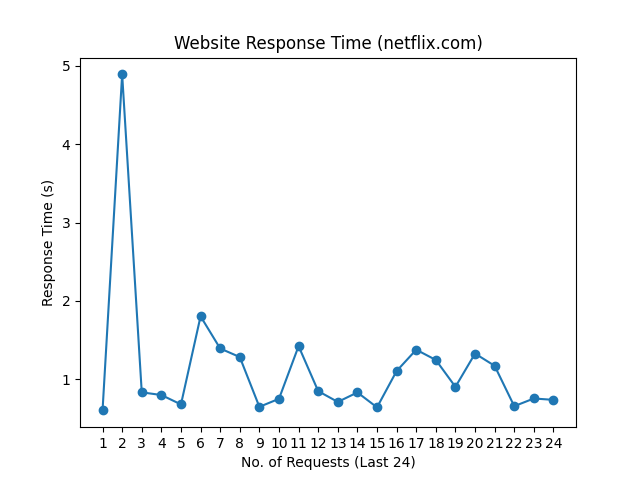 Website Response Time (netflix.com)
Response Time (s)
5
4
3
2
1
1 2 3 4 5 6 7 8 9 10 11 12 13 14 15 16 17 18 19 20 21 22 23 24
No. of Requests (Last 24)